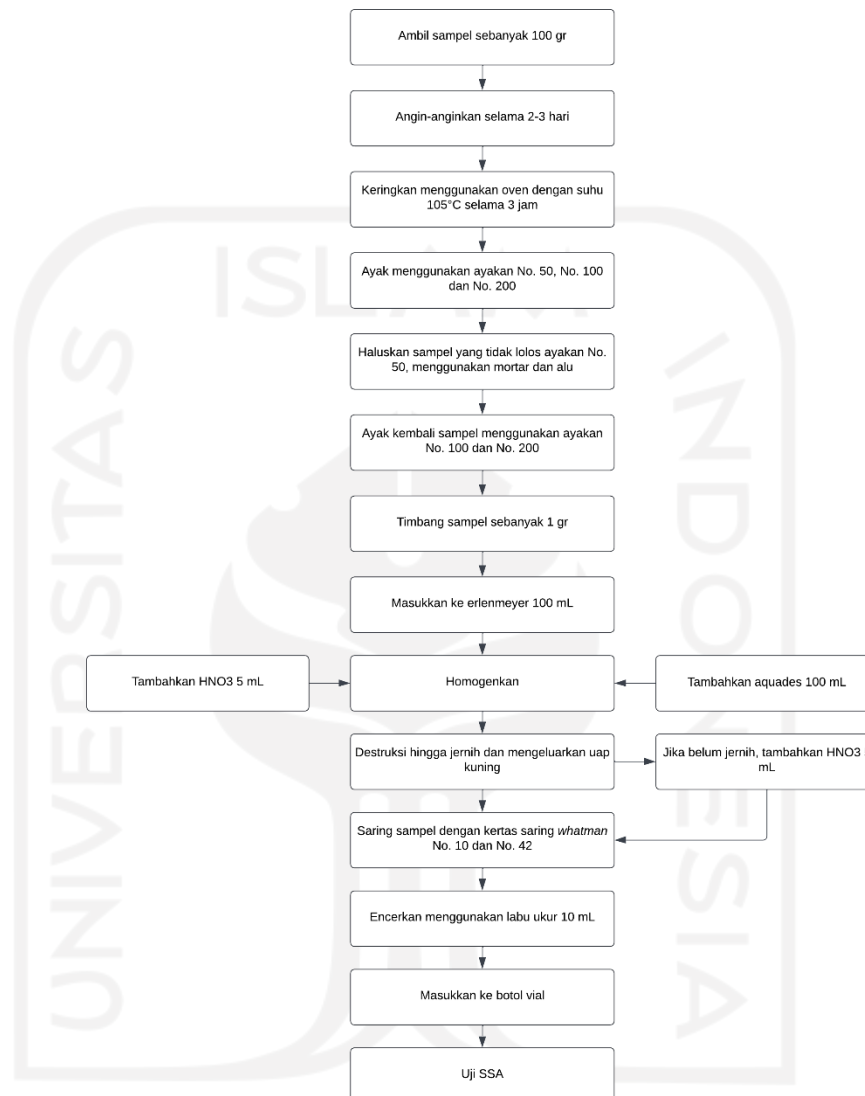 Ambil sampel sebanyak 100 gr
Angin-anginkan selama 2-3 hari
Keringkan menggunakan oven dengan suhu
105°C selama 3 jam
Ayak menggunakan ayakan No. 50, No. 100
dan No. 200
Haluskan sampel yang tidak lolos ayakan No.
50, menggunakan mortar dan alu
Ayak kembali sampel menggunakan ayakan
No. 100 dan No. 200
Timbang sampel sebanyak 1 gr
Masukkan ke erlenmeyer 100 mL
Tambahkan HNO3 5 mL
Homogenkan
Tambahkan aquades 100 mL
Destruksi hingga jernih dan mengeluarkan uap
kuning
Jika belum jernih, tambahkan HNO3
mL
Saring sampel dengan kertas saring whatman
No. 10 dan No. 42
Encerkan menggunakan labu ukur 10 mL
Masukkan ke botol vial
Uji SSA
UNIVERSITAS
ISLAM
INDONESIA